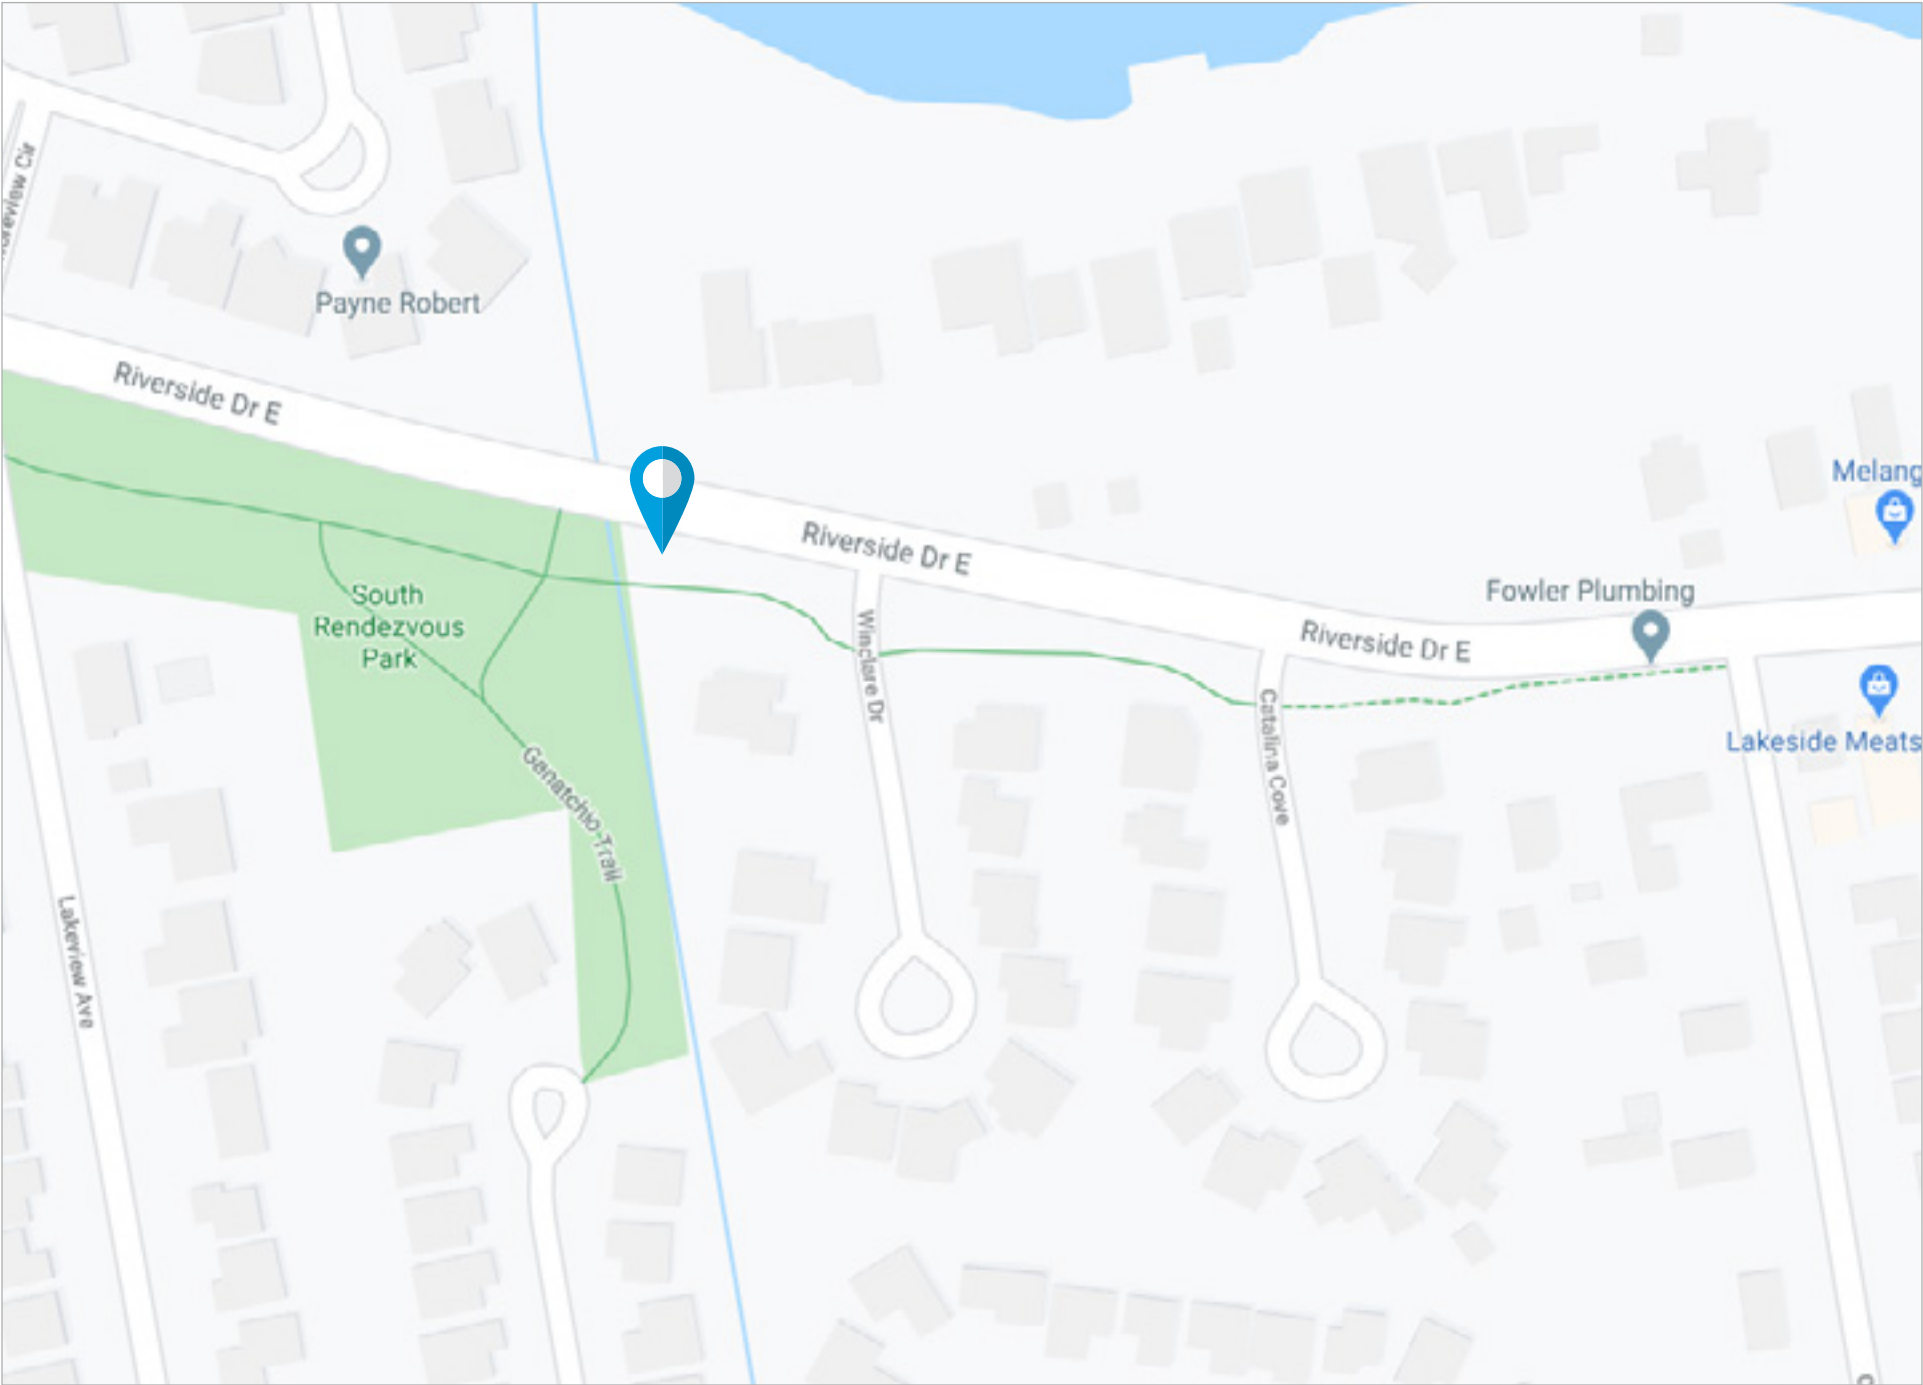 Payne Robert
Riverside Dr E
Riverside Dr E
Melang
Fowler Plumbing
South
Rendezvous
Park
Winclare Dr
Riverside Dr E
Catalina Cove
Lakeside Meats
Ganatchio Trail
Lakeview Ave